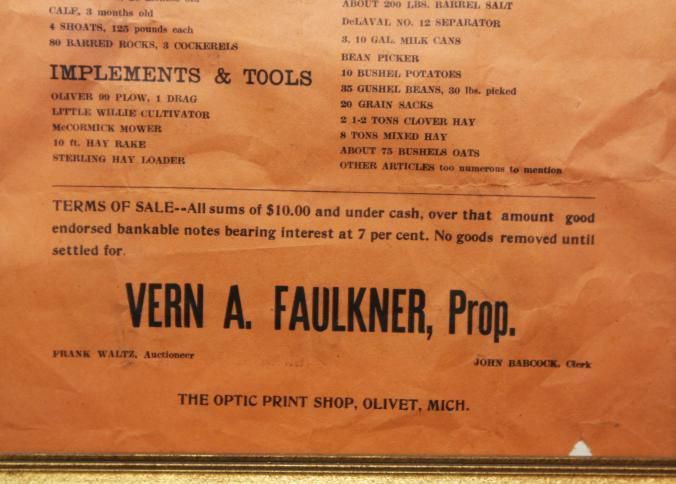 CALF, 3 months old
4 SHOATS, 125 pounds each
80 BARRED ROCKS, 3 COCKERELS
IMPLEMENTS & TOOLS
OLIVER 99 PLOW, 1 DRAG
LITTLE WILLIE CULTIVATOR
McCORMICK MOWER
10 ft. HAY RAKE
STERLING HAY LOADER
ABOUT 200 LBS. BARREL SALT
DeLAVAL NO. 12 SEPARATOR
3, 10 GAL. MILK CANS
BEAN PICKER
10 BUSHEL POTATOES
35 GUSHEL BEANS, 30 lbs. picked
20 GRAIN SACKS
2 1-2 TONS CLOVER HAY
8 TONS MIXED HAY
ABOUT 75 BUSHELS OATS
OTHER ARTICLES too numerous to mention
TERMS OF SALE--All sums of $10.00 and under cash, over that amount good
endorsed bankable notes bearing interest at 7 per cent. No goods removed until
settled for.
VERN A. FAULKNER, Prop.
FRANK WALTZ, Auctioneer
JOHN BABCOCK, Clerk
THE OPTIC PRINT SHOP, OLIVET, MICH.